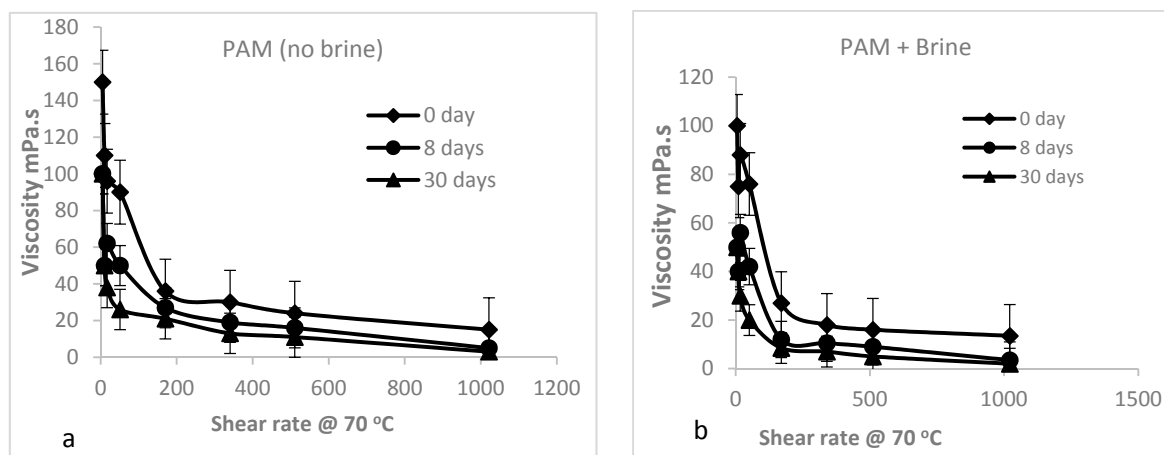 PAM (no brine)
180
160
140
120
100
80
60
40
20
0
Viscosity mPa.s
0 day
8 days
30 days
0 200 400 600 800 1000 1200
Shear rate @ 70 °C
a
PAM + Brine
120
100
80
60
40
20
0
Viscosity mPa.s
0 day
8 days
30 days
0 500 1000 1500
Shear rate @ 70 °C
b